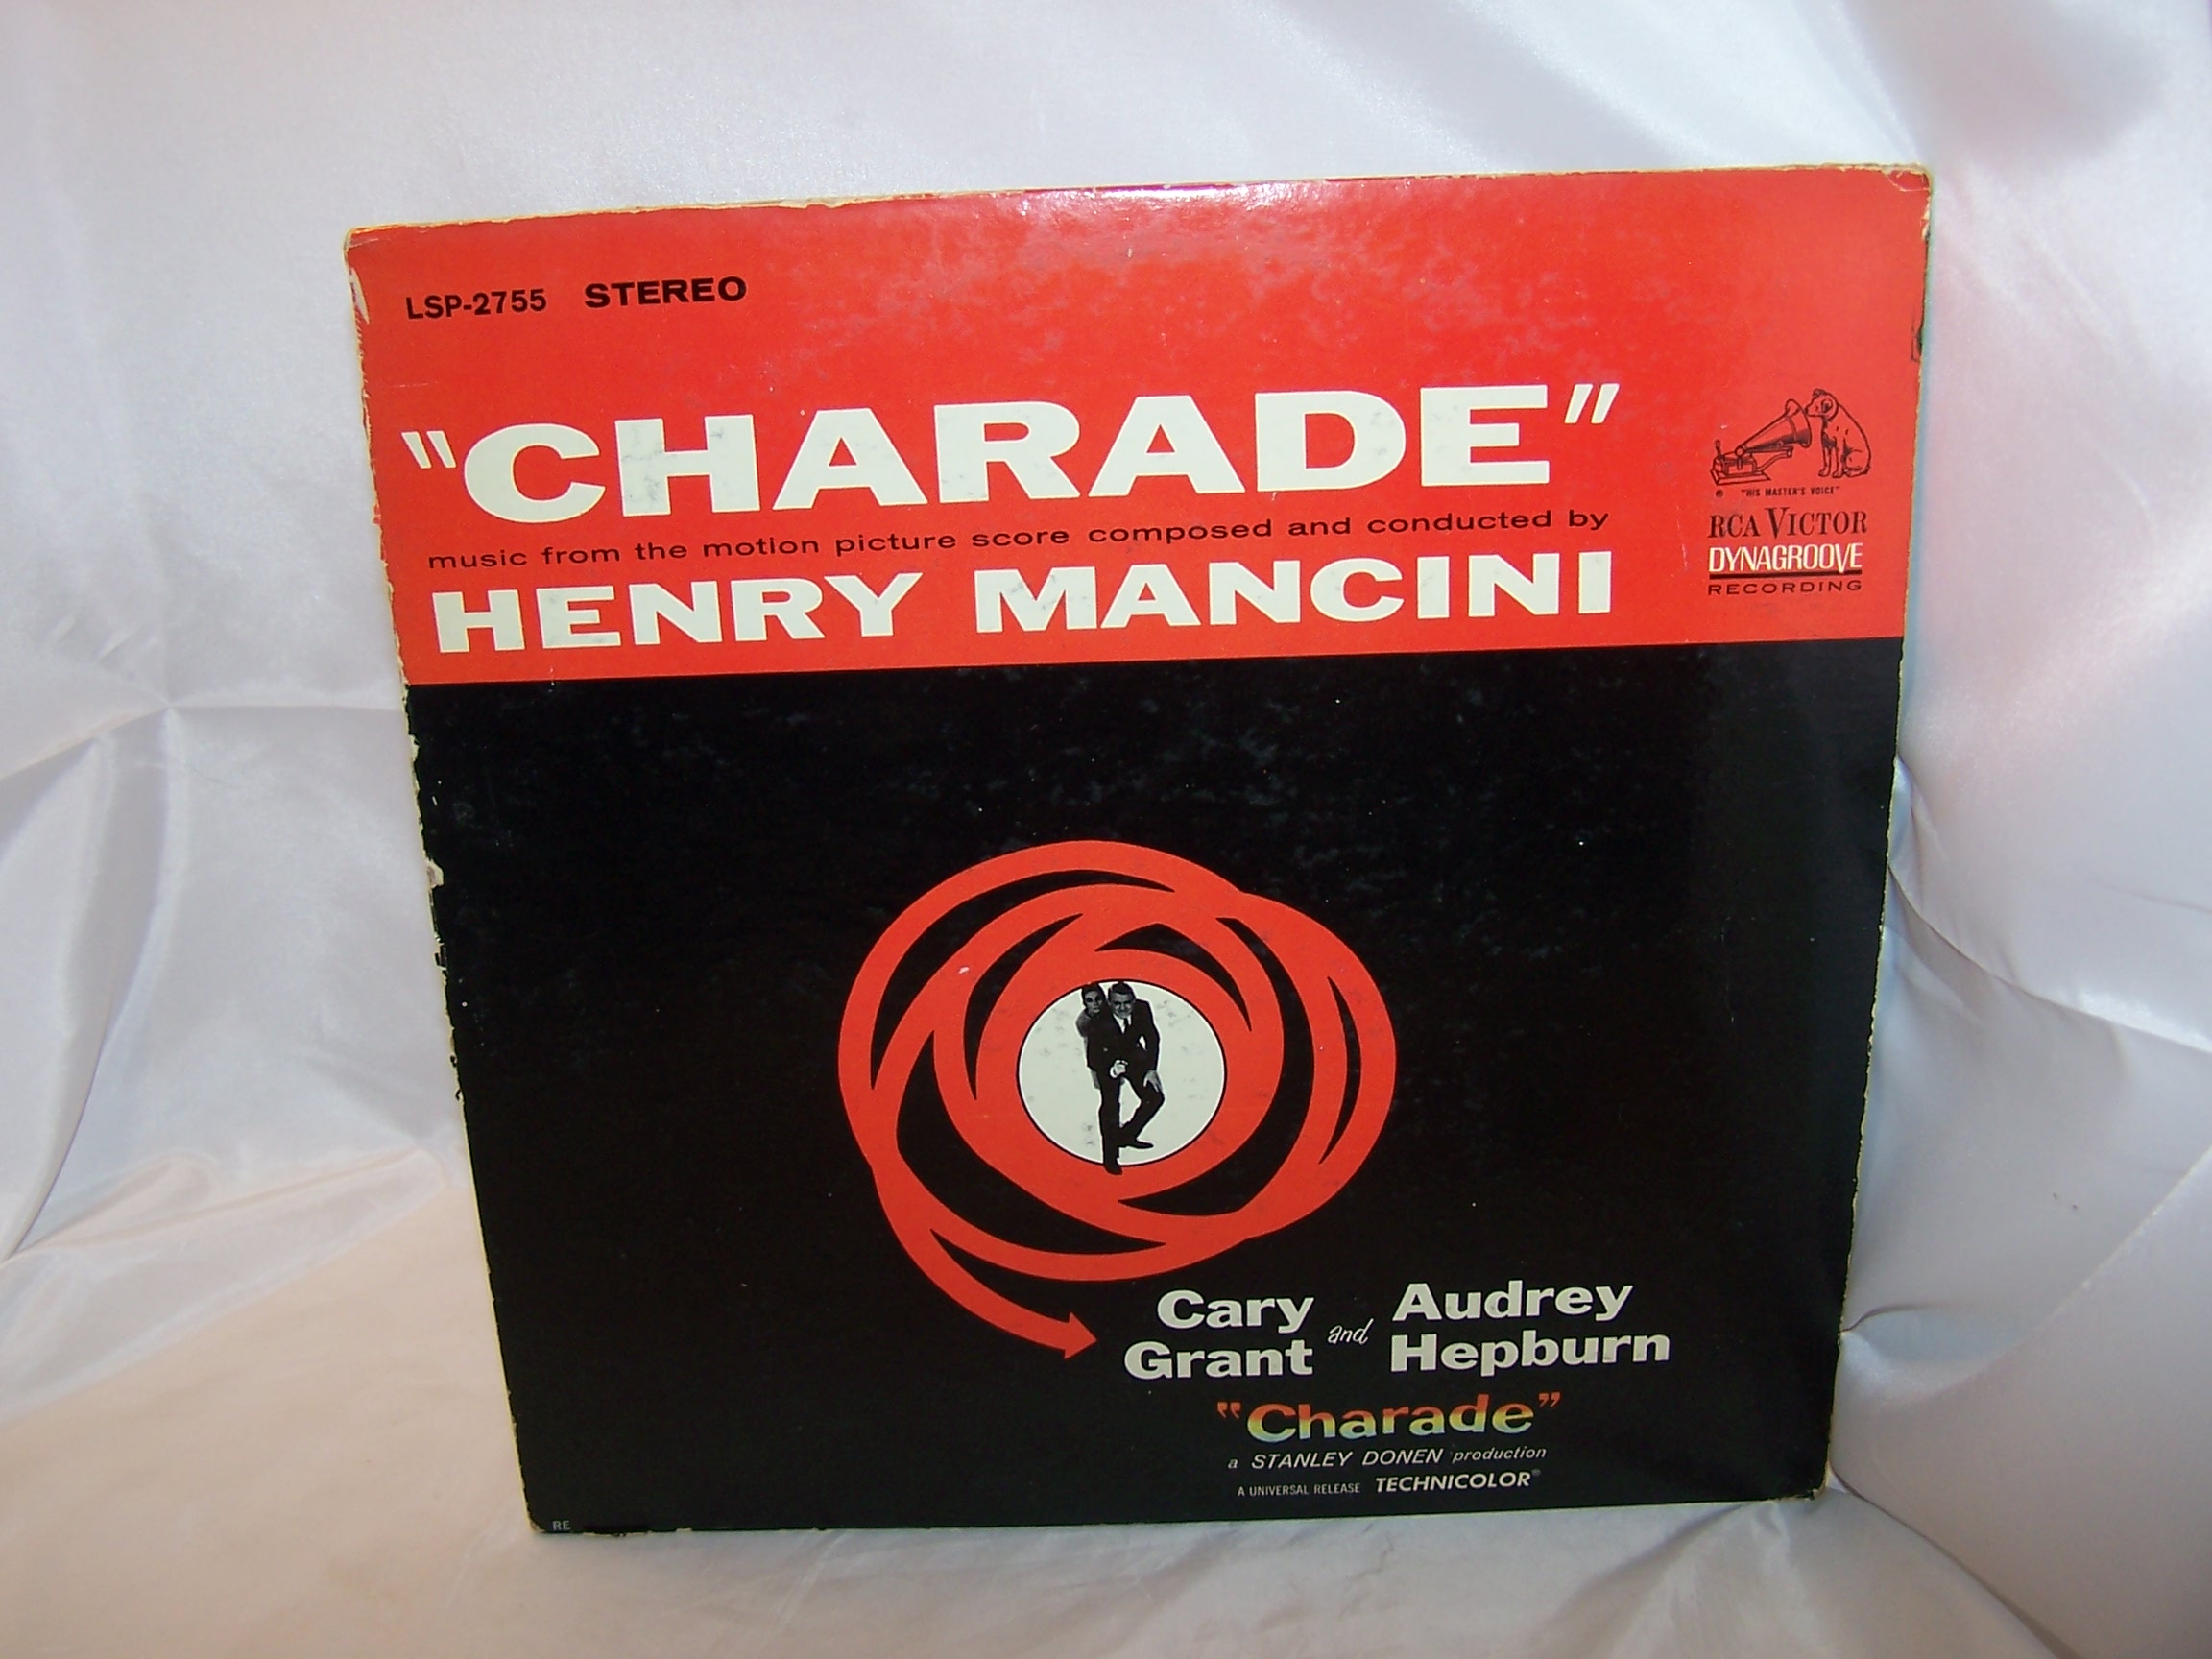 LSP-2755 STEREO
"CHARADE"
music from the motion picture score composed and conducted by
HENRY MANCINI
® "HIS MASTER'S VOICE"
RCA VICTOR
DYNAGROOVE
RECORDING
Cary Grant and Audrey Hepburn
"Charade"
a STANLEY DONEN production
A UNIVERSAL RELEASE TECHNICOLOR®
RE